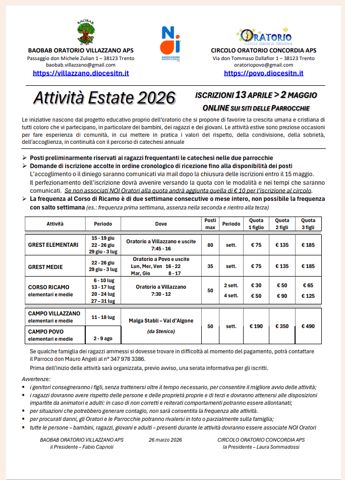 BAOBAB
NOI
ASSOCIAZIONE
ORATORIO
BAOBAB ORATORIO VILLAZZANO APS
Passaggio don Michele Zulian 1 – 38123 Trento
baobab.villazzano@gmail.com
https://villazzano.diocesitn.it
CIRCOLO ORATORIO CONCORDIA APS
Via don Tommaso Dallafior 1 – 38123 Trento
oratoriopovo@gmail.com
https://povo.diocesitn.it
Attività Estate 2026
ISCRIZIONI 13 APRILE > 2 MAGGIO
ONLINE SUI SITI DELLE PARROCCHIE
Le iniziative nascono dal progetto educativo proprio dell'oratorio che si propone di favorire la crescita umana e cristiana di
tutti coloro che vi partecipano, in particolare dei bambini, dei ragazzi e dei giovani. Le attività estive sono preziose occasioni
per fare esperienza di comunità, in cui mettere in pratica i valori del rispetto, della condivisione, della sobrietà,
dell'accoglienza, in continuità con il percorso di catechesi annuale
Posti preliminarmente riservati ai ragazzi frequentanti le catechesi nelle due parrocchie
Domande di iscrizione accolte in ordine cronologico di ricezione fino alla disponibilità dei posti
L'accoglimento o il diniego saranno comunicati via mail dopo la chiusura delle iscrizioni entro il 15 maggio.
Il perfezionamento dell'iscrizione dovrà avvenire versando la quota con le modalità e nei tempi che saranno
comunicati. Se non associati NOI Oratori alla quota andrà aggiunta quella di € 10 per l'iscrizione al circolo.
La frequenza al Corso di Ricamo è di due settimane consecutive o mese intero, non possibile la frequenza
con salto settimana (es.: frequenza prima settimana, assenza nella seconda e rientro alla terza)
Attività Periodo Dove Posti max Periodo Quota 1 figlio Quota 2 figli Quota 3 figli
GREST ELEMENTARI 15 - 19 giu 22 - 26 giu 29 giu - 3 lug Oratorio a Villazzano e uscite 7:45 - 16 80 sett. € 75 € 135 € 185
GREST MEDIE 22 - 26 giu 29 giu - 3 lug Oratorio a Povo e uscite Lun, Mer, Ven 16 - 22 Mar, Gio 8 - 17 35 sett. € 75 € 135 € 185
CORSO RICAMO elementari e medie 6 - 10 lug 13 - 17 lug 20 - 24 lug 27 - 31 lug Oratorio a Villazzano 7:30 - 12 50 2 sett. € 30 € 50 € 65
4 sett. € 50 € 90 € 125
CAMPO VILLAZZANO elementari e medie 11 - 18 lug Malga Stabli - Val d'Algone (da Stenico) 50 sett. € 190 € 350 € 490
CAMPO POVO elementari e medie 2 - 9 ago
Se qualche famiglia dei ragazzi ammessi si dovesse trovare in difficoltà al momento del pagamento, potrà contattare
il Parroco don Mauro Angeli al n° 347 978 3386.
Prima dell'inizio delle attività sarà organizzata, previo avviso, una serata informativa per gli iscritti.
Avvertenze:
i genitori consegneranno i figli, senza trattenersi oltre il tempo necessario, per consentire il miglior avvio delle attività;
i ragazzi dovranno avere rispetto delle persone e delle proprietà proprie e di terzi e dovranno attenersi alle disposizioni
impartite da animatori e adulti: in caso di non corretti e reiterati comportamenti potranno essere allontanati;
per situazioni che potrebbero generare contagio, non sarà consentita la frequenza alle attività.
per procurati danni, gli Oratori e le Parrocchie potranno rivalersi in toto o parzialmente sulla famiglia;
tutte le persone – bambini, ragazzi, giovani e adulti – presenti durante le attività dovranno essere associate NOI Oratori
BAOBAB ORATORIO VILLAZZANO APS
il Presidente – Fabio Capnoli
26 marzo 2026
CIRCOLO ORATORIO CONCORDIA APS
la Presidente – Laura Sommadossi